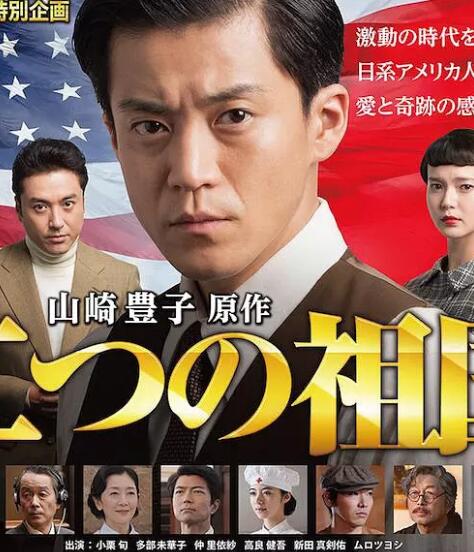 特別企画
激動の時代を
日系アメリカ人
愛と奇跡の感
山崎豊子 原作
二つの祖国
出演：小栗 旬 多部 未華子 仲 里依紗 高良 健吾 新田 真剣佑 ムロツヨシ